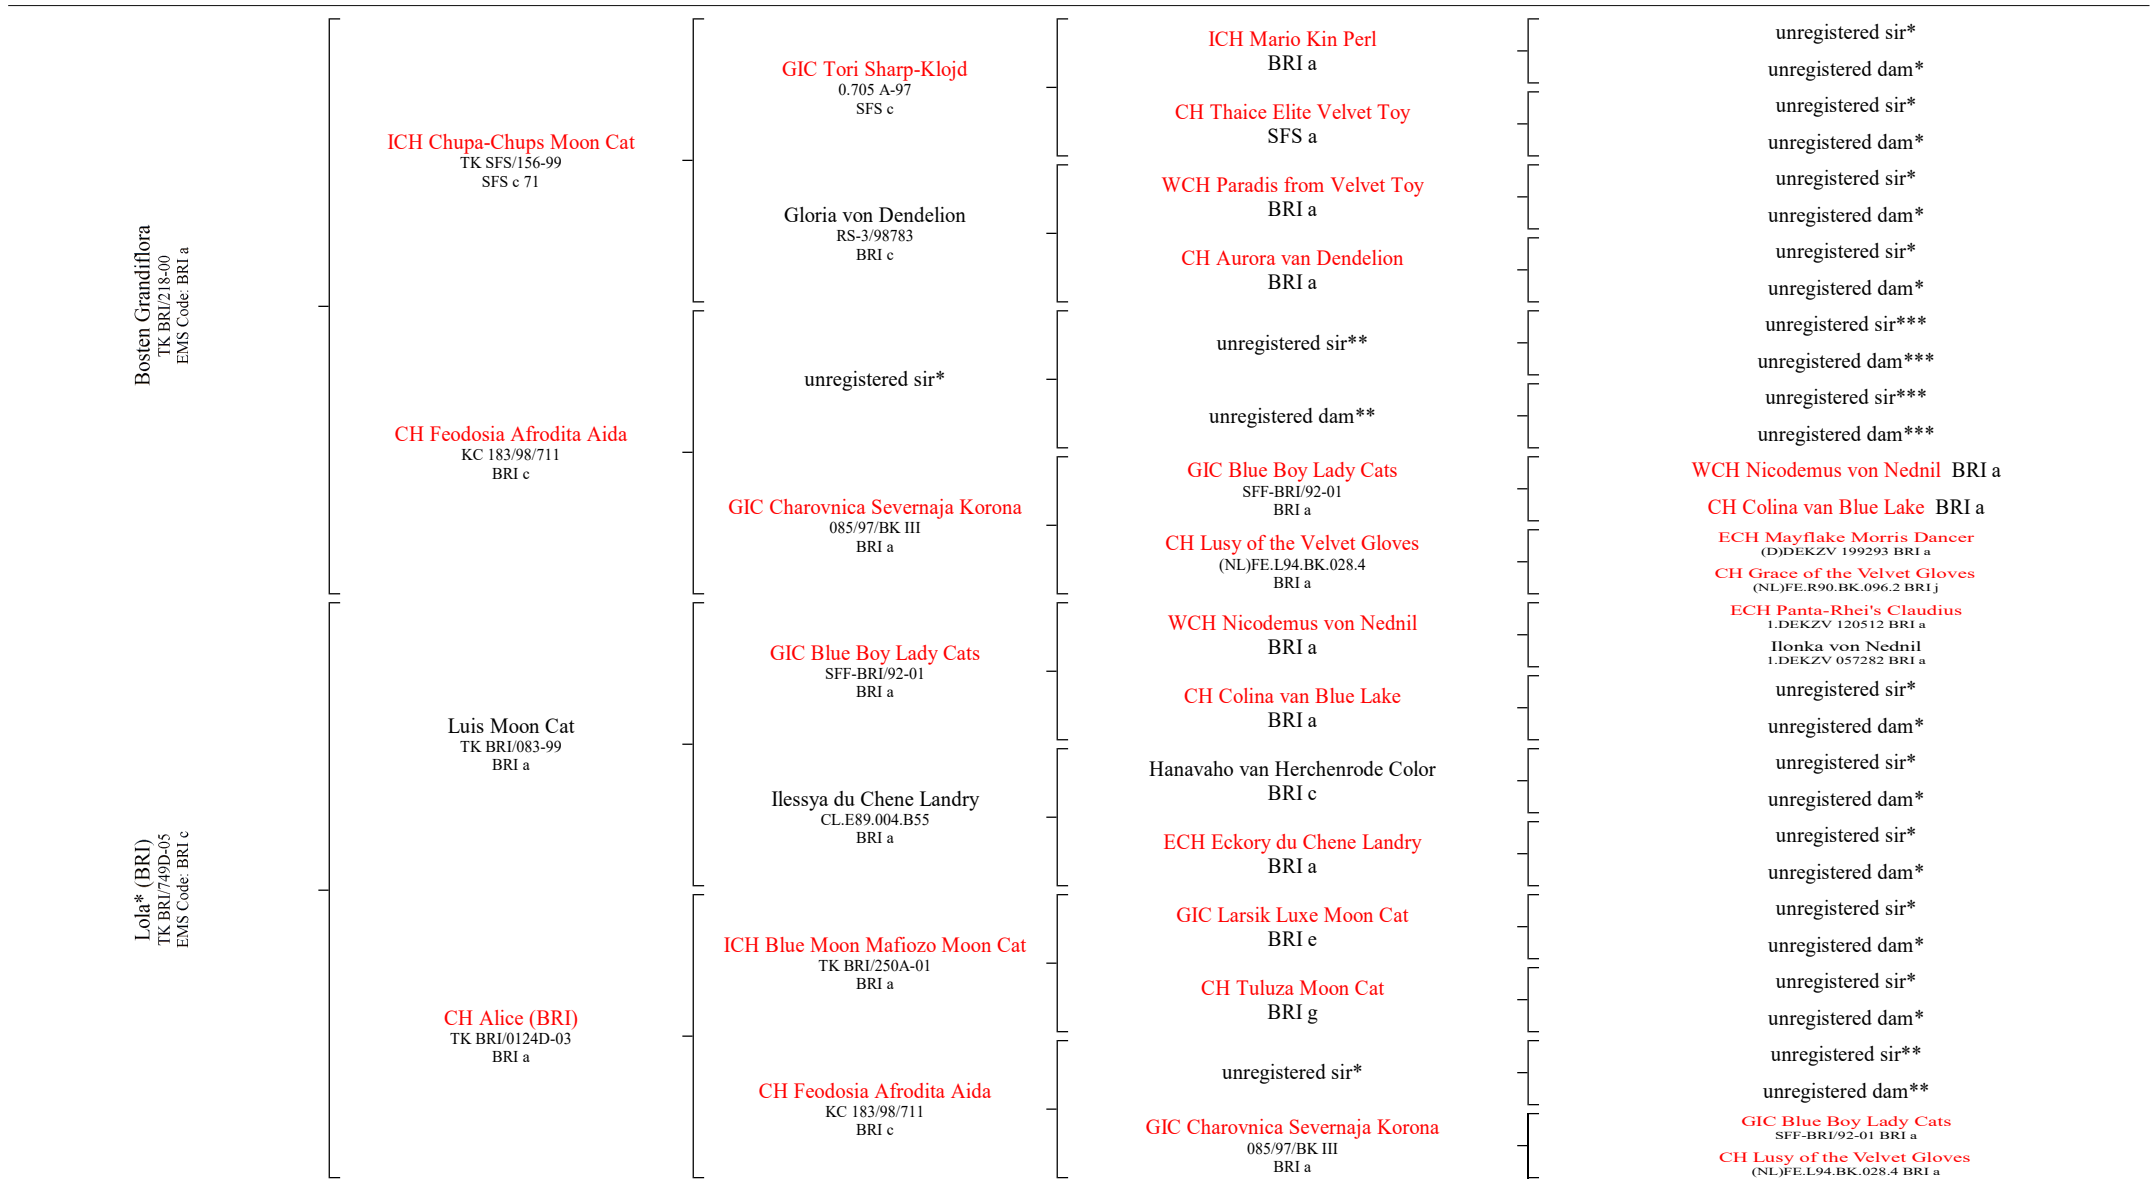 Bosten Grandiflora
TK BRI/218-00
EMS Code: BRI a
Lola* (BRI)
TK BRI/749D-05
EMS Code: BRI c
ICH Chupa-Chups Moon Cat
TK SFS/156-99
SFS c 71
CH Feodosia Afrodita Aida
KC 183/98/711
BRI c
Luis Moon Cat
TK BRI/083-99
BRI a
CH Alice (BRI)
TK BRI/0124D-03
BRI a
GIC Tori Sharp-Klojd
0.705 A-97
SFS c
Gloria von Dendelion
RS-3/98783
BRI c
unregistered sir*
GIC Charovnica Severnaja Korona
085/97/BK III
BRI a
GIC Blue Boy Lady Cats
SFF-BRI/92-01
BRI a
Ilessya du Chene Landry
CL.E89.004.B55
BRI a
ICH Blue Moon Mafiozo Moon Cat
TK BRI/250A-01
BRI a
CH Feodosia Afrodita Aida
KC 183/98/711
BRI c
ICH Mario Kin Perl
BRI a
CH Thaice Elite Velvet Toy
SFS a
WCH Paradis from Velvet Toy
BRI a
CH Aurora van Dendelion
BRI a
unregistered sir**
unregistered dam**
GIC Blue Boy Lady Cats
SFF-BRI/92-01
BRI a
CH Lusy of the Velvet Gloves
(NL)FE.L94.BK.028.4
BRI a
WCH Nicodemus von Nednil
BRI a
CH Colina van Blue Lake
BRI a
Hanavaho van Herchenrode Color
BRI c
ECH Eckory du Chene Landry
BRI a
GIC Larsik Luxe Moon Cat
BRI e
CH Tuluza Moon Cat
BRI g
unregistered sir*
GIC Charovnica Severnaja Korona
085/97/BK III
BRI a
unregistered sir*
unregistered dam*
unregistered sir*
unregistered dam*
unregistered sir*
unregistered dam*
unregistered sir*
unregistered dam*
unregistered sir***
unregistered dam***
unregistered sir***
unregistered dam***
WCH Nicodemus von Nednil BRI a
CH Colina van Blue Lake BRI a
ECH Mayflake Morris Dancer
(D)DEKZV 199293 BRI a
CH Grace of the Velvet Gloves
(NL)FE.R90.BK.096.2 BRI j
ECH Panta-Rhei's Claudius
1.DEKZV 120512 BRI a
Ilonka von Nednil
1.DEKZV 057282 BRI a
unregistered sir*
unregistered dam*
unregistered sir*
unregistered dam*
unregistered sir*
unregistered dam*
unregistered sir*
unregistered dam*
unregistered sir*
unregistered dam*
unregistered sir**
unregistered dam**
GIC Blue Boy Lady Cats
SFF-BRI/92-01 BRI a
CH Lusy of the Velvet Gloves
(NL)FE.L94.BK.028.4 BRI a